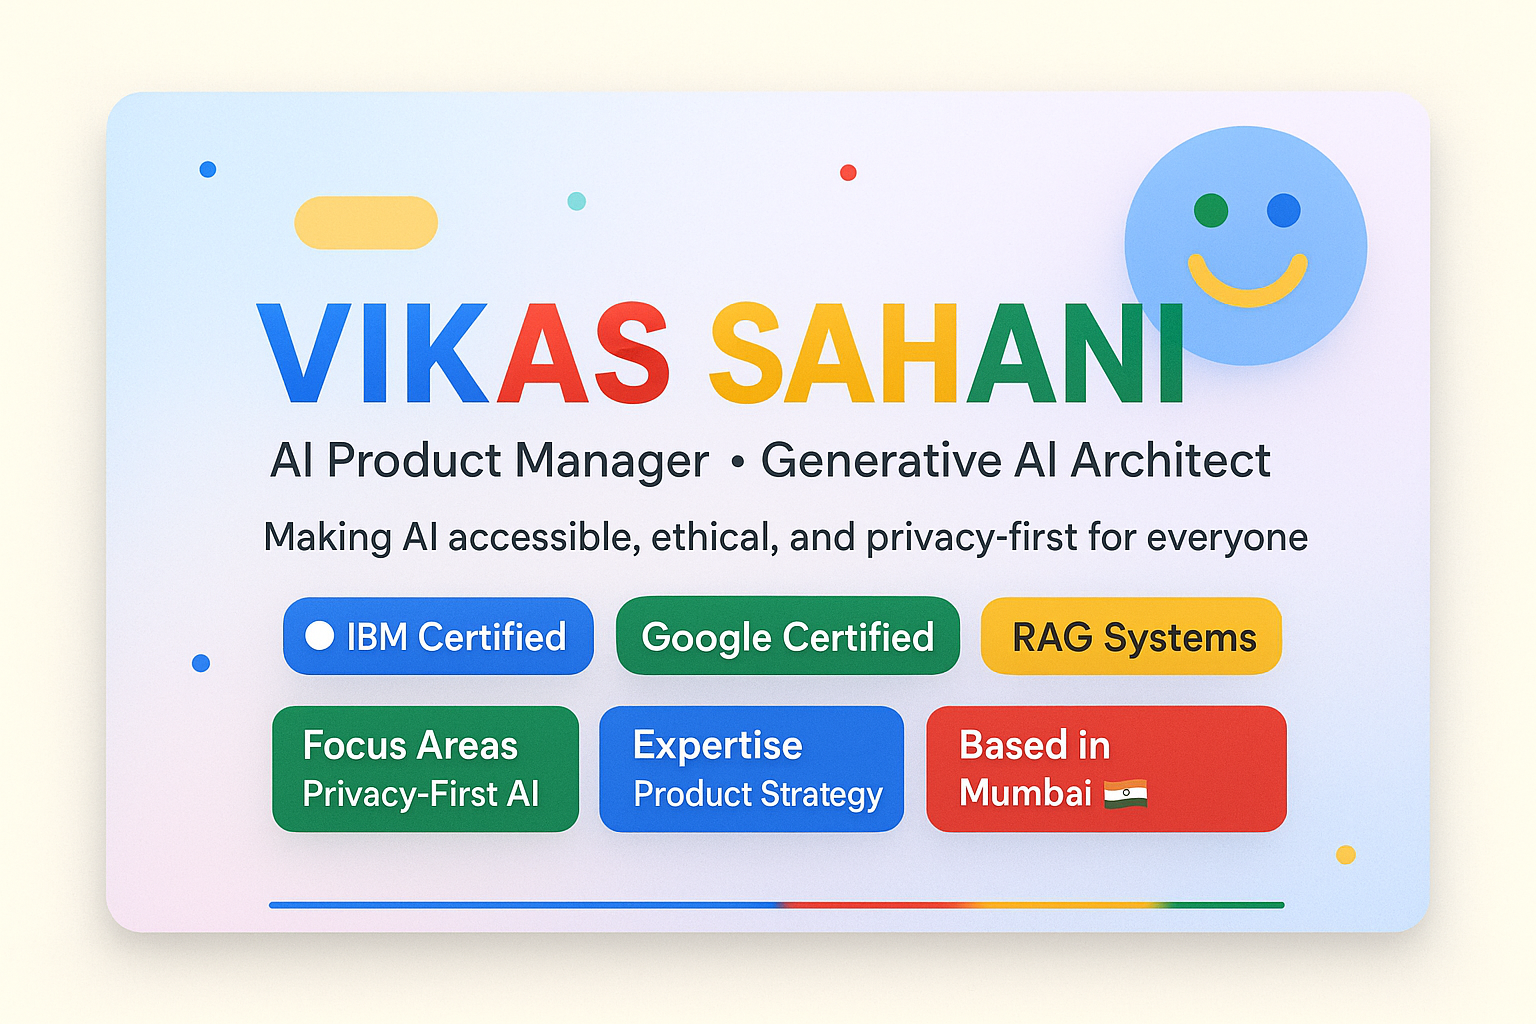 VIKAS SAHANI
AI Product Manager • Generative AI Architect
Making AI accessible, ethical, and privacy-first for everyone
IBM Certified
Google Certified
RAG Systems
Focus Areas
Privacy-First AI
Expertise
Product Strategy
Based in
Mumbai 🇮🇳